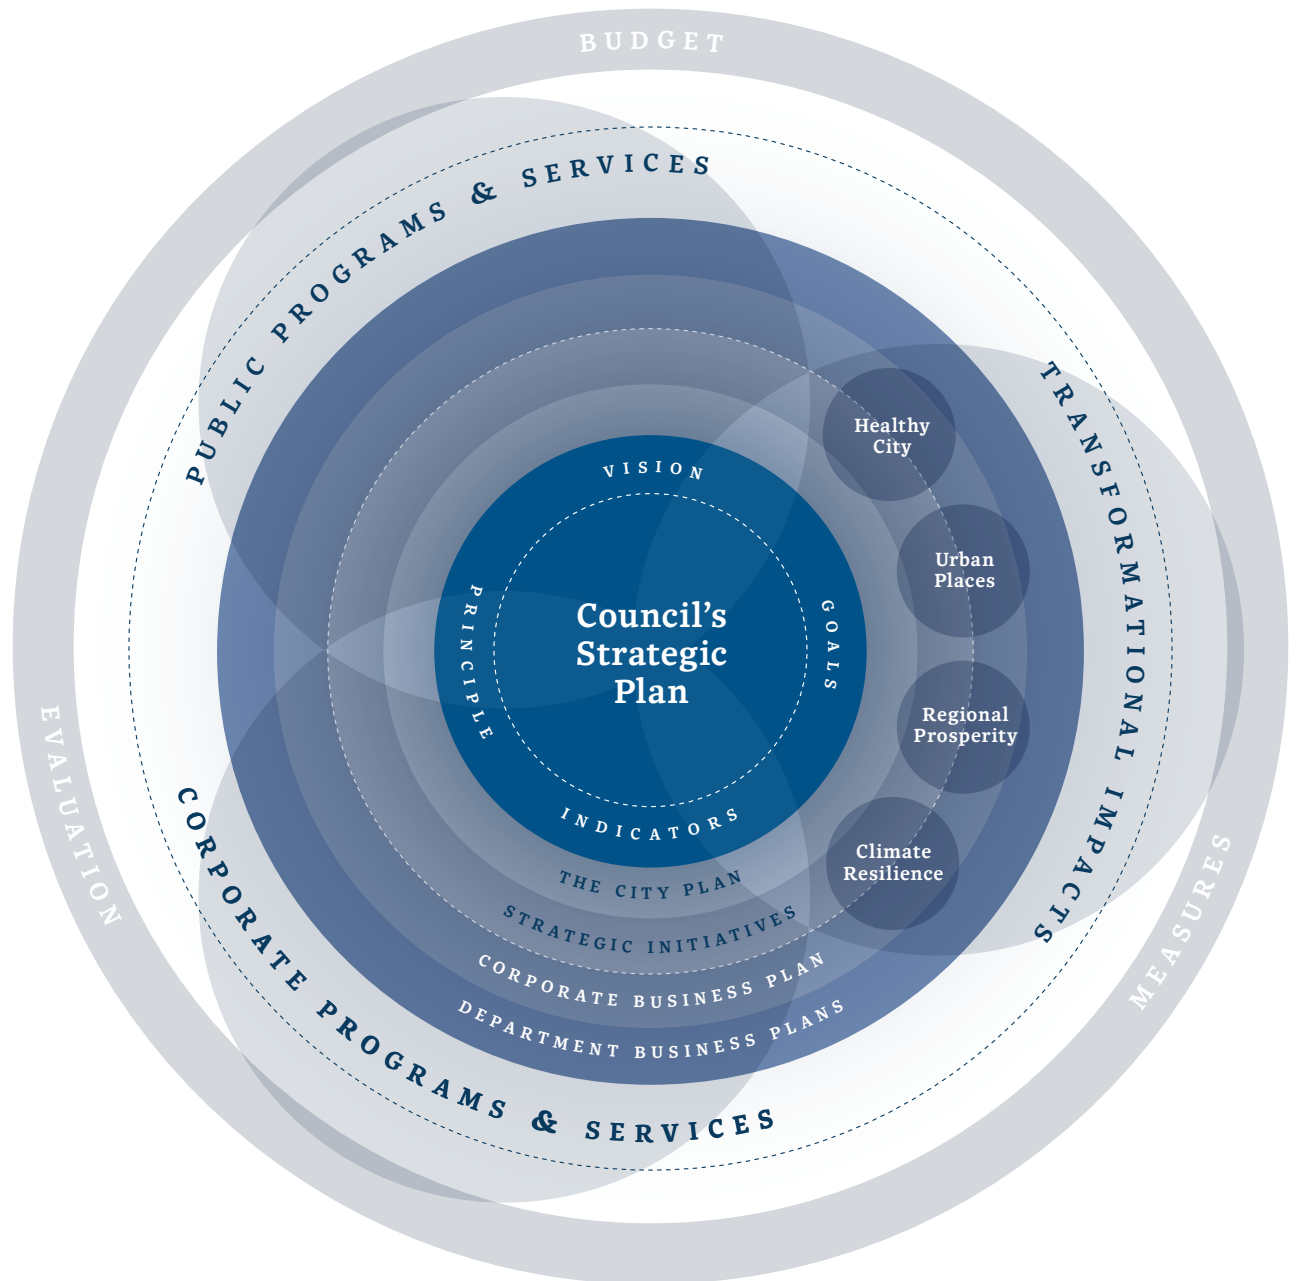 BUDGET
PUBLIC PROGRAMS & SERVICES
TRANSFORMATIONAL IMPACTS
Healthy
City
VISION
Urban
Places
PRINCIPLE
Council’s
Strategic
Plan
GOALS
Regional
Prosperity
INDICATORS
Climate
Resilience
THE CITY PLAN
STRATEGIC INITIATIVES
CORPORATE BUSINESS PLAN
DEPARTMENT BUSINESS PLANS
CORPORATE PROGRAMS & SERVICES
EVALUATION
MEASURES